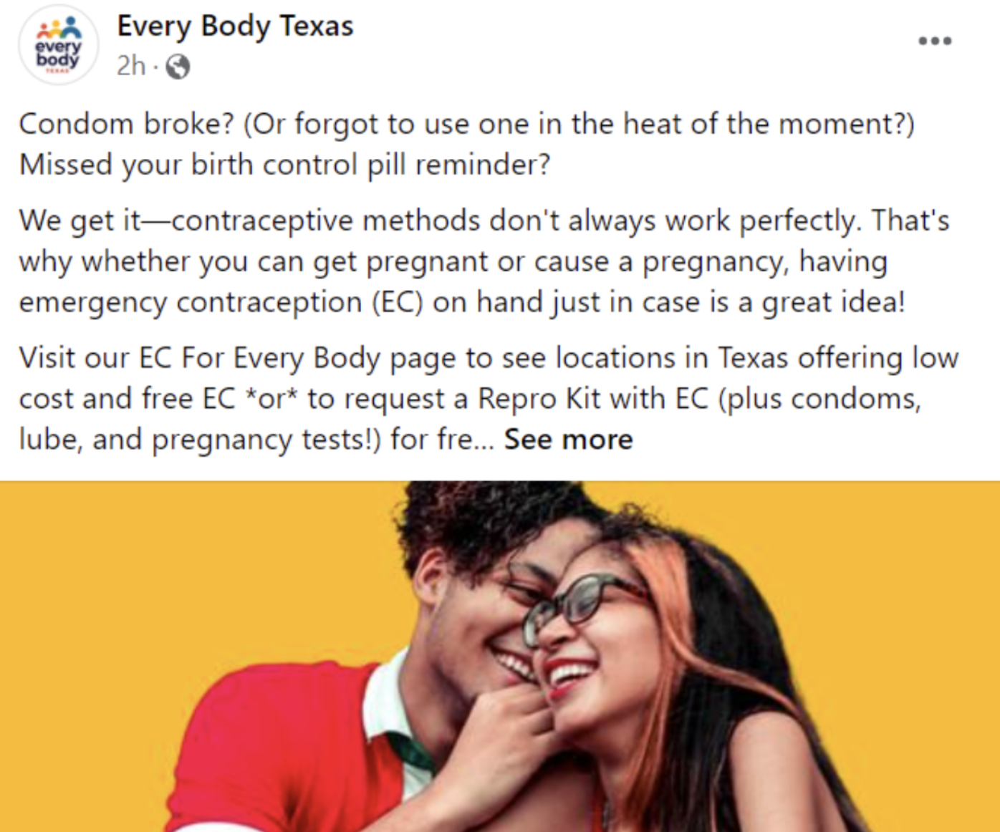 every
body
TEXAS
Every Body Texas
2h ·
Condom broke? (Or forgot to use one in the heat of the moment?)
Missed your birth control pill reminder?
We get it—contraceptive methods don't always work perfectly. That's
why whether you can get pregnant or cause a pregnancy, having
emergency contraception (EC) on hand just in case is a great idea!
Visit our EC For Every Body page to see locations in Texas offering low
cost and free EC *or* to request a Repro Kit with EC (plus condoms,
lube, and pregnancy tests!) for fre... See more